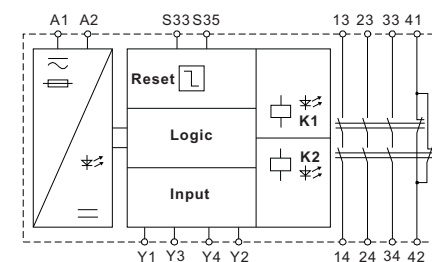 A1 A2 S33 S35 13 23 33 41
Reset
K1
Logic
K2
Input
Y1 Y3 Y4 Y2 14 24 34 42